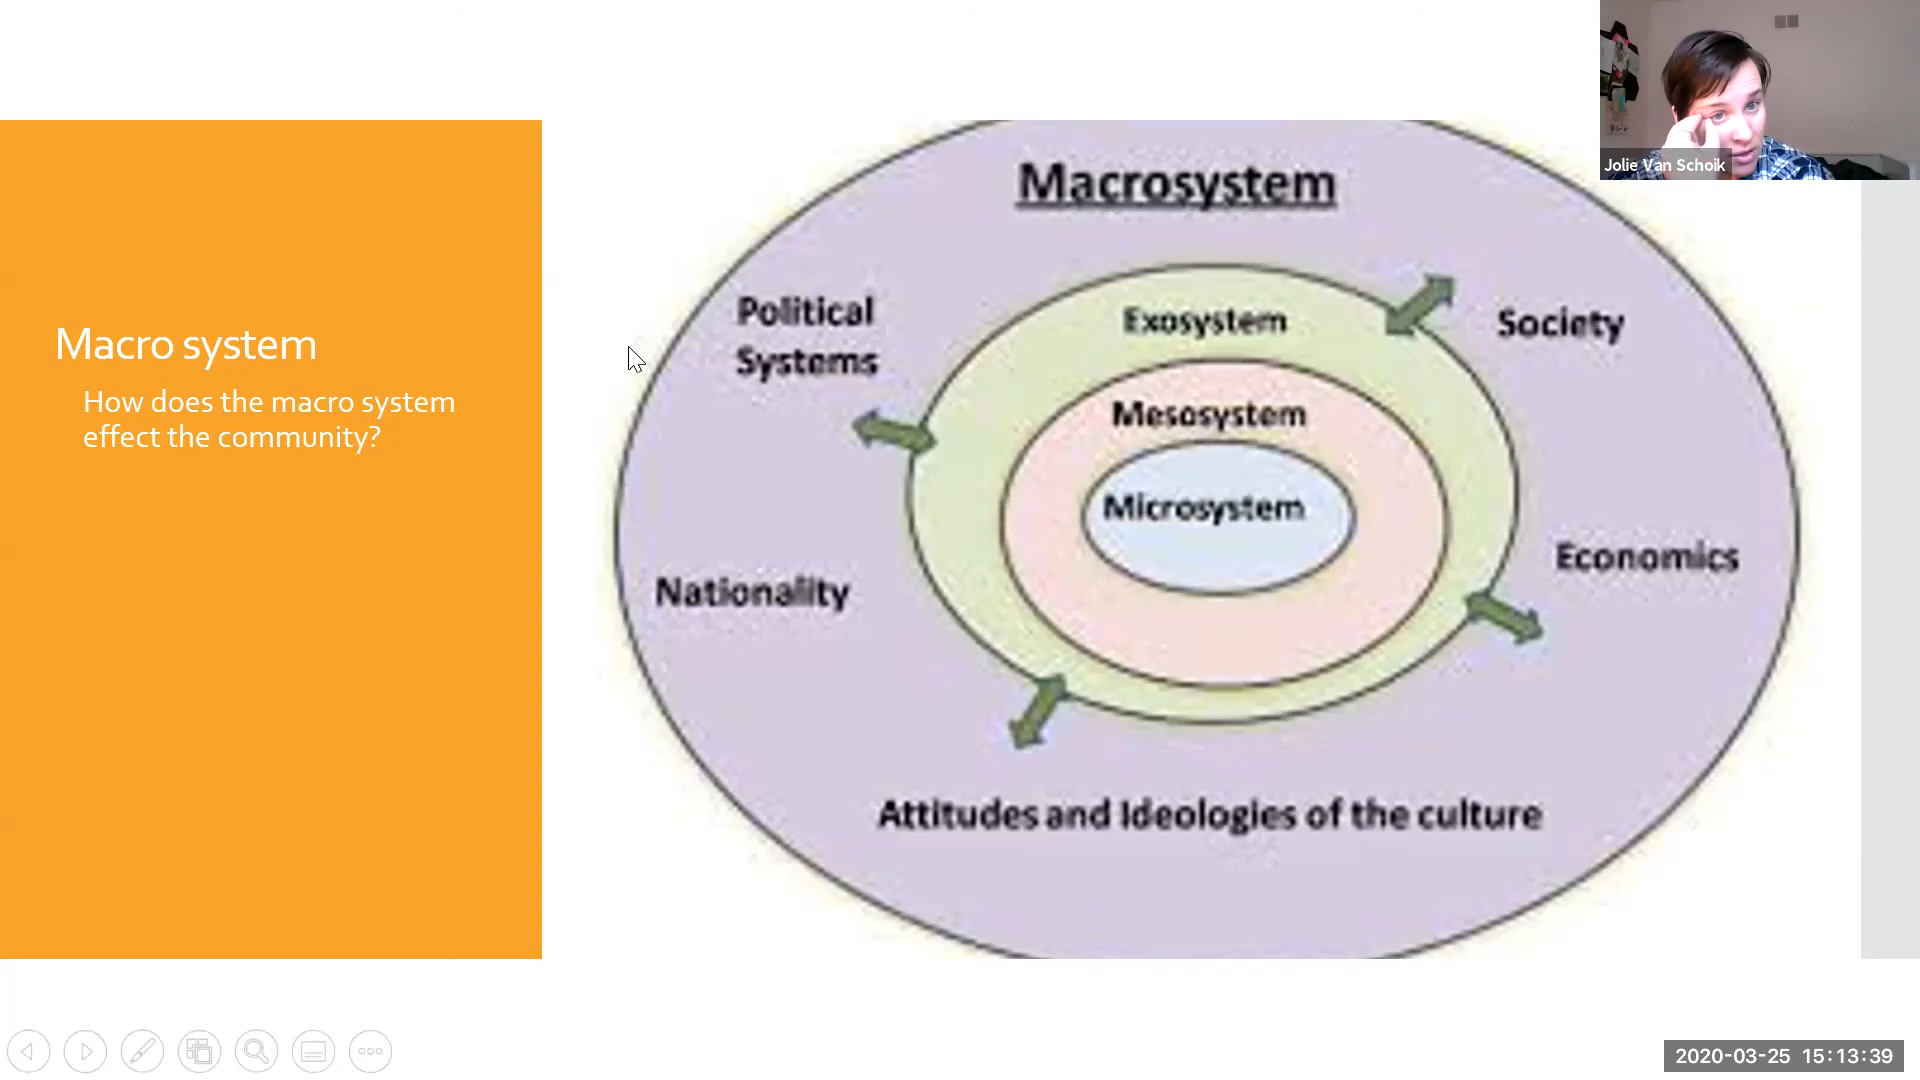 Jolie Van Schoik
Macro system
How does the macro system
effect the community?
Macrosystem
Political
Systems
Exosystem
Society
Mesosystem
Microsystem
Economics
Nationality
Attitudes and Ideologies of the culture
2020-03-25 15:13:39